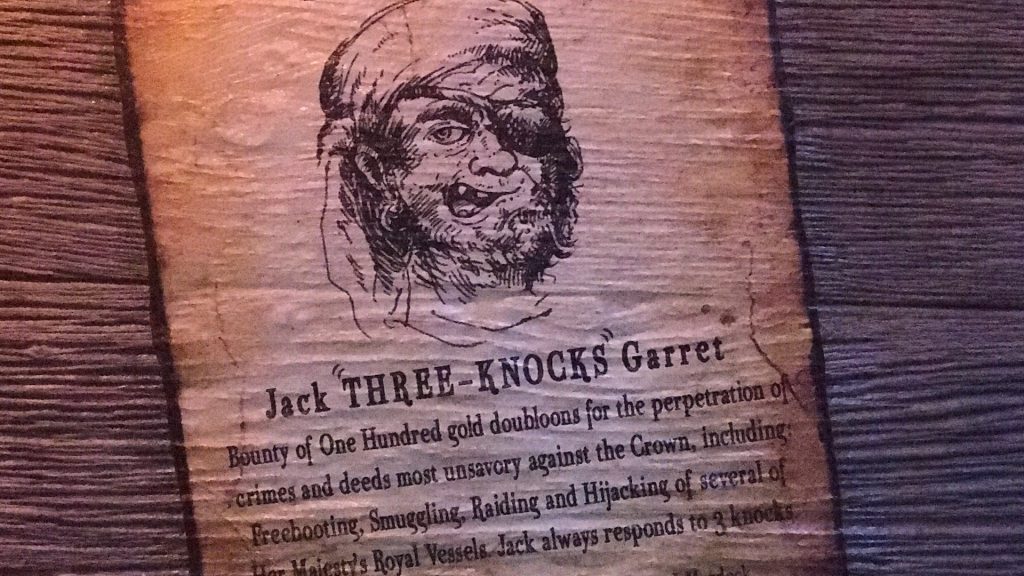 Jack "THREE-KNOCKS" Garret
Bounty of One Hundred gold doubloons for the perpetration of
crimes and deeds most unsavory against the Crown, including:
Freebooting, Smuggling, Raiding and Hijacking of several of
Her Majesty's Royal Vessels. Jack always responds to 3 knocks